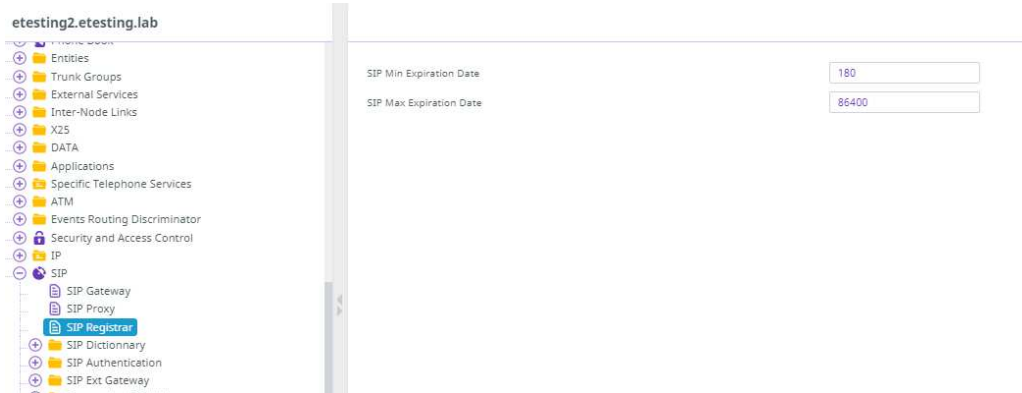 etesting2.etesting.lab
Phone Book
Entities
Trunk Groups
External Services
Inter-Node Links
X25
DATA
Applications
Specific Telephone Services
ATM
Events Routing Discriminator
Security and Access Control
IP
SIP
SIP Gateway
SIP Proxy
SIP Registrar
SIP Dictionnary
SIP Authentication
SIP Ext Gateway
SIP Min Expiration Date
180
SIP Max Expiration Date
86400